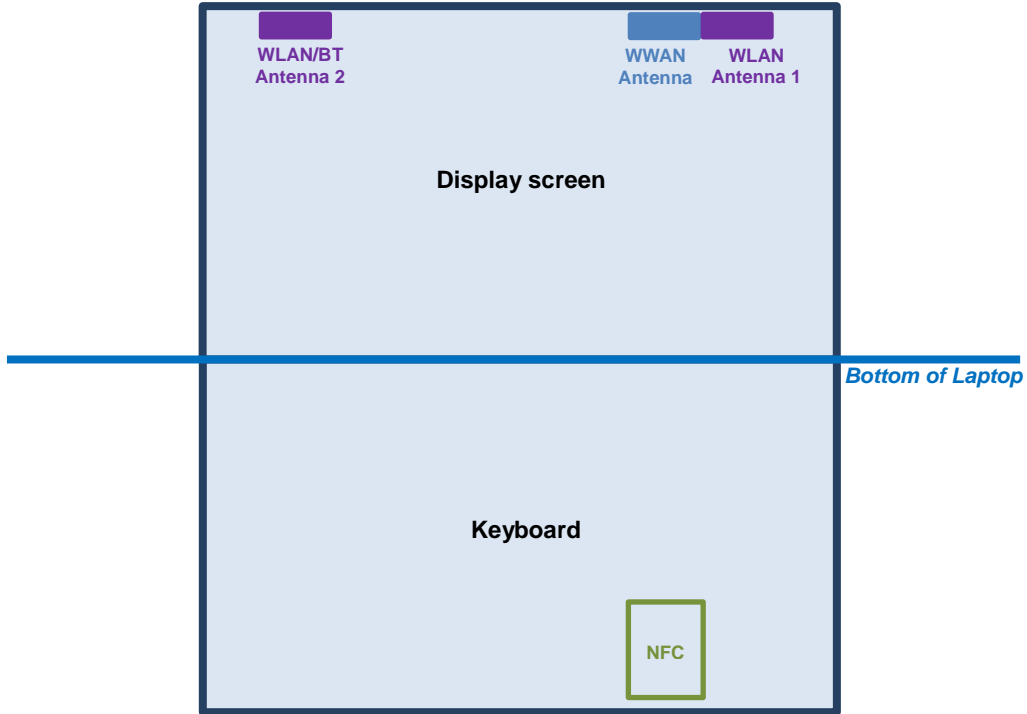 WLAN/BT
Antenna 2
WWAN
Antenna
WLAN
Antenna 1
Display screen
Bottom of Laptop
Keyboard
NFC